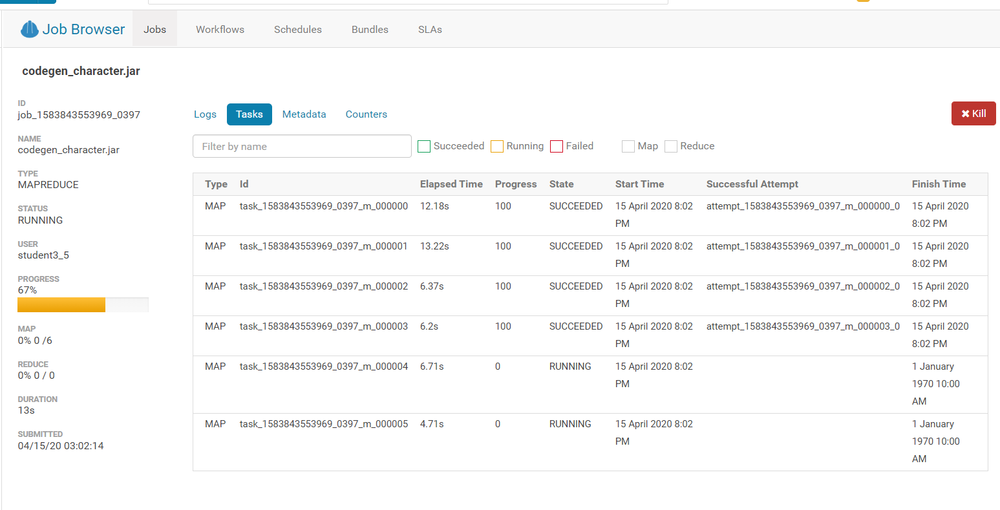 Job Browser Jobs Workflows Schedules Bundles SLAs
codegen_character.jar
ID
job_1583843553969_0397
NAME
codegen_character.jar
TYPE
MAPREDUCE
STATUS
RUNNING
USER
student3_5
PROGRESS
67%
MAP
0% 0 /6
REDUCE
0% 0 / 0
DURATION
13s
SUBMITTED
04/15/20 03:02:14
Logs Tasks Metadata Counters Kill
Filter by name Succeeded Running Failed Map Reduce
Type Id Elapsed Time Progress State Start Time Successful Attempt Finish Time
MAP task_1583843553969_0397_m_000000 12.18s 100 SUCCEEDED 15 April 2020 8:02 attempt_1583843553969_0397_m_000000_0 15 April 2020
PM 8:02 PM
MAP task_1583843553969_0397_m_000001 13.22s 100 SUCCEEDED 15 April 2020 8:02 attempt_1583843553969_0397_m_000001_0 15 April 2020
PM 8:02 PM
MAP task_1583843553969_0397_m_000002 6.37s 100 SUCCEEDED 15 April 2020 8:02 attempt_1583843553969_0397_m_000002_0 15 April 2020
PM 8:02 PM
MAP task_1583843553969_0397_m_000003 6.2s 100 SUCCEEDED 15 April 2020 8:02 attempt_1583843553969_0397_m_000003_0 15 April 2020
PM 8:02 PM
MAP task_1583843553969_0397_m_000004 6.71s 0 RUNNING 15 April 2020 8:02 1 January
PM 1970 10:00
AM
MAP task_1583843553969_0397_m_000005 4.71s 0 RUNNING 15 April 2020 8:02 1 January
PM 1970 10:00
AM